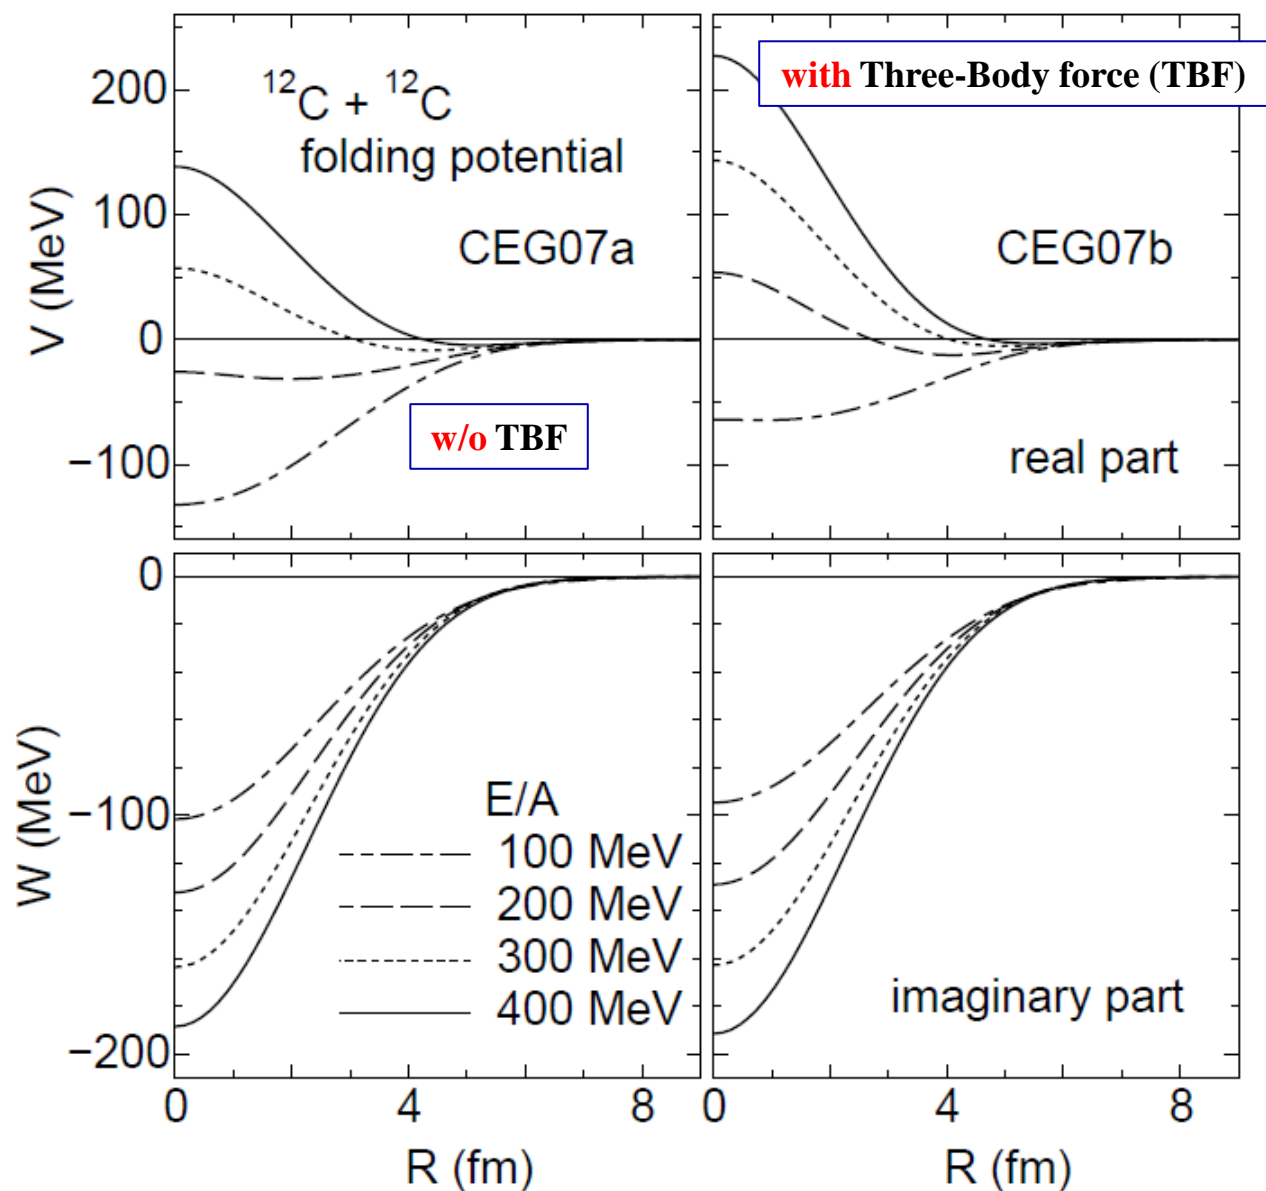 with Three-Body force (TBF)
12C + 12C
folding potential
CEG07a
CEG07b
w/o TBF
real part
V (MeV)
200
100
0
−100
0
−100
−200
W (MeV)
E/A
100 MeV
200 MeV
300 MeV
400 MeV
imaginary part
0 4 8
0 4 8
R (fm)
R (fm)